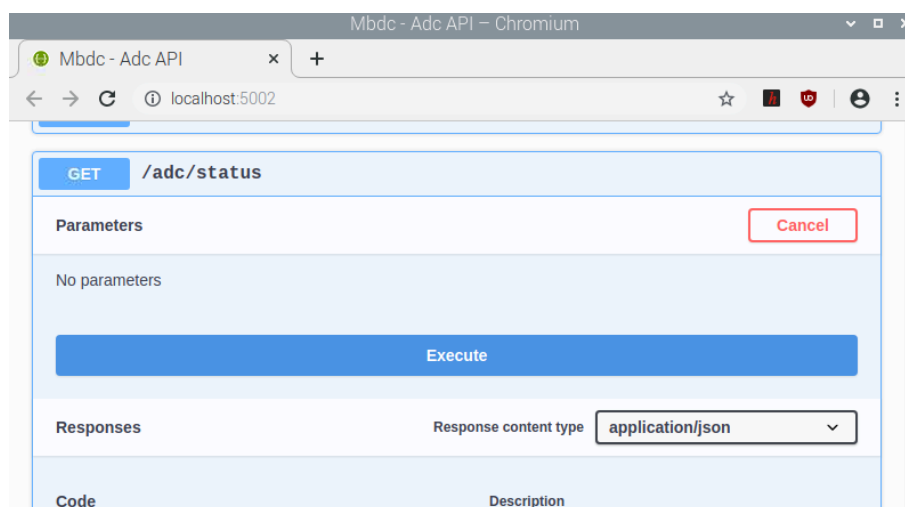 Mbdc - Adc API – Chromium
Mbdc - Adc API
localhost:5002
GET /adc/status
Parameters
Cancel
No parameters
Execute
Responses
Response content type
application/json
Code
Description